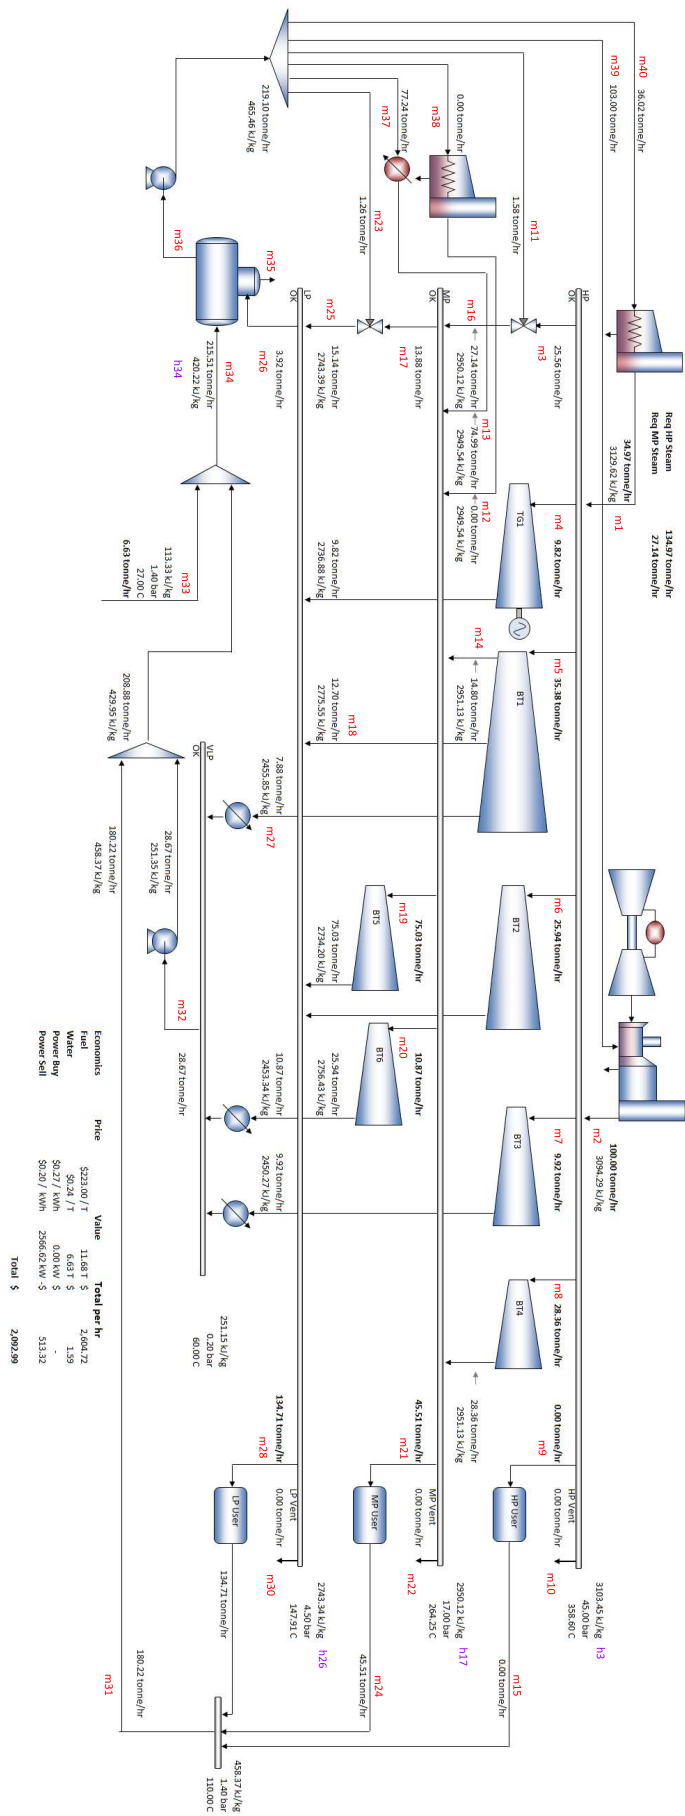 m40
36.02 tonne/hr
m39
103.00 tonne/hr
m38
0.00 tonne/hr
m37
77.24 tonne/hr
219.10 tonne/hr
465.46 kJ/kg
m11
1.58 tonne/hr
m23
1.26 tonne/hr
m36
m35
Req HP Steam 134.97 tonne/hr
Req MP Steam 27.14 tonne/hr
34.97 tonne/hr
3129.62 kJ/kg
m1
m2
100.00 tonne/hr
3094.29 kJ/kg
HP
OK
m3
25.56 tonne/hr
m4
9.82 tonne/hr
m5
35.38 tonne/hr
m6
25.94 tonne/hr
m7
9.92 tonne/hr
m8
28.36 tonne/hr
m9
0.00 tonne/hr
HP Vent
0.00 tonne/hr
m10
3103.45 kJ/kg
45.00 bar
358.60 C
h3
TG1
BT1
BT2
BT3
BT4
HP User
m15
0.00 tonne/hr
MP
OK
m16
27.14 tonne/hr
2950.12 kJ/kg
m13
74.99 tonne/hr
2949.54 kJ/kg
m12
0.00 tonne/hr
2949.54 kJ/kg
m14
14.80 tonne/hr
2951.13 kJ/kg
28.36 tonne/hr
2951.13 kJ/kg
m17
13.88 tonne/hr
m19
75.03 tonne/hr
m20
10.87 tonne/hr
m21
45.51 tonne/hr
MP Vent
0.00 tonne/hr
m22
2950.12 kJ/kg
17.00 bar
264.25 C
h17
BT5
BT6
MP User
m24
45.51 tonne/hr
LP
OK
m25
15.14 tonne/hr
2743.39 kJ/kg
9.82 tonne/hr
2736.88 kJ/kg
12.70 tonne/hr
2775.55 kJ/kg
m18
75.03 tonne/hr
2734.20 kJ/kg
25.94 tonne/hr
2756.43 kJ/kg
m26
3.92 tonne/hr
7.88 tonne/hr
2455.85 kJ/kg
m27
10.87 tonne/hr
2453.34 kJ/kg
9.92 tonne/hr
2450.27 kJ/kg
m28
134.71 tonne/hr
LP Vent
0.00 tonne/hr
m30
2743.34 kJ/kg
4.50 bar
147.91 C
h26
LP User
134.71 tonne/hr
m34
215.51 tonne/hr
420.22 kJ/kg
h34
VLP
OK
251.15 kJ/kg
0.20 bar
60.00 C
m33
113.33 kJ/kg
1.40 bar
27.00 C
6.63 tonne/hr
208.88 tonne/hr
429.95 kJ/kg
28.67 tonne/hr
251.35 kJ/kg
m32
28.67 tonne/hr
180.22 tonne/hr
458.37 kJ/kg
180.22 tonne/hr
m31
458.37 kJ/kg
1.40 bar
110.00 C
Economics Price Value Total per hr
Fuel $223.00 / T 11.68 T $ 2,604.72
Water $0.24 / T 6.63 T $ 1.59
Power Buy $0.27 / kWh 0.00 kW $ -
Power Sell $0.20 / kWh 2566.62 kW -$ 513.32
Total $ 2,092.99